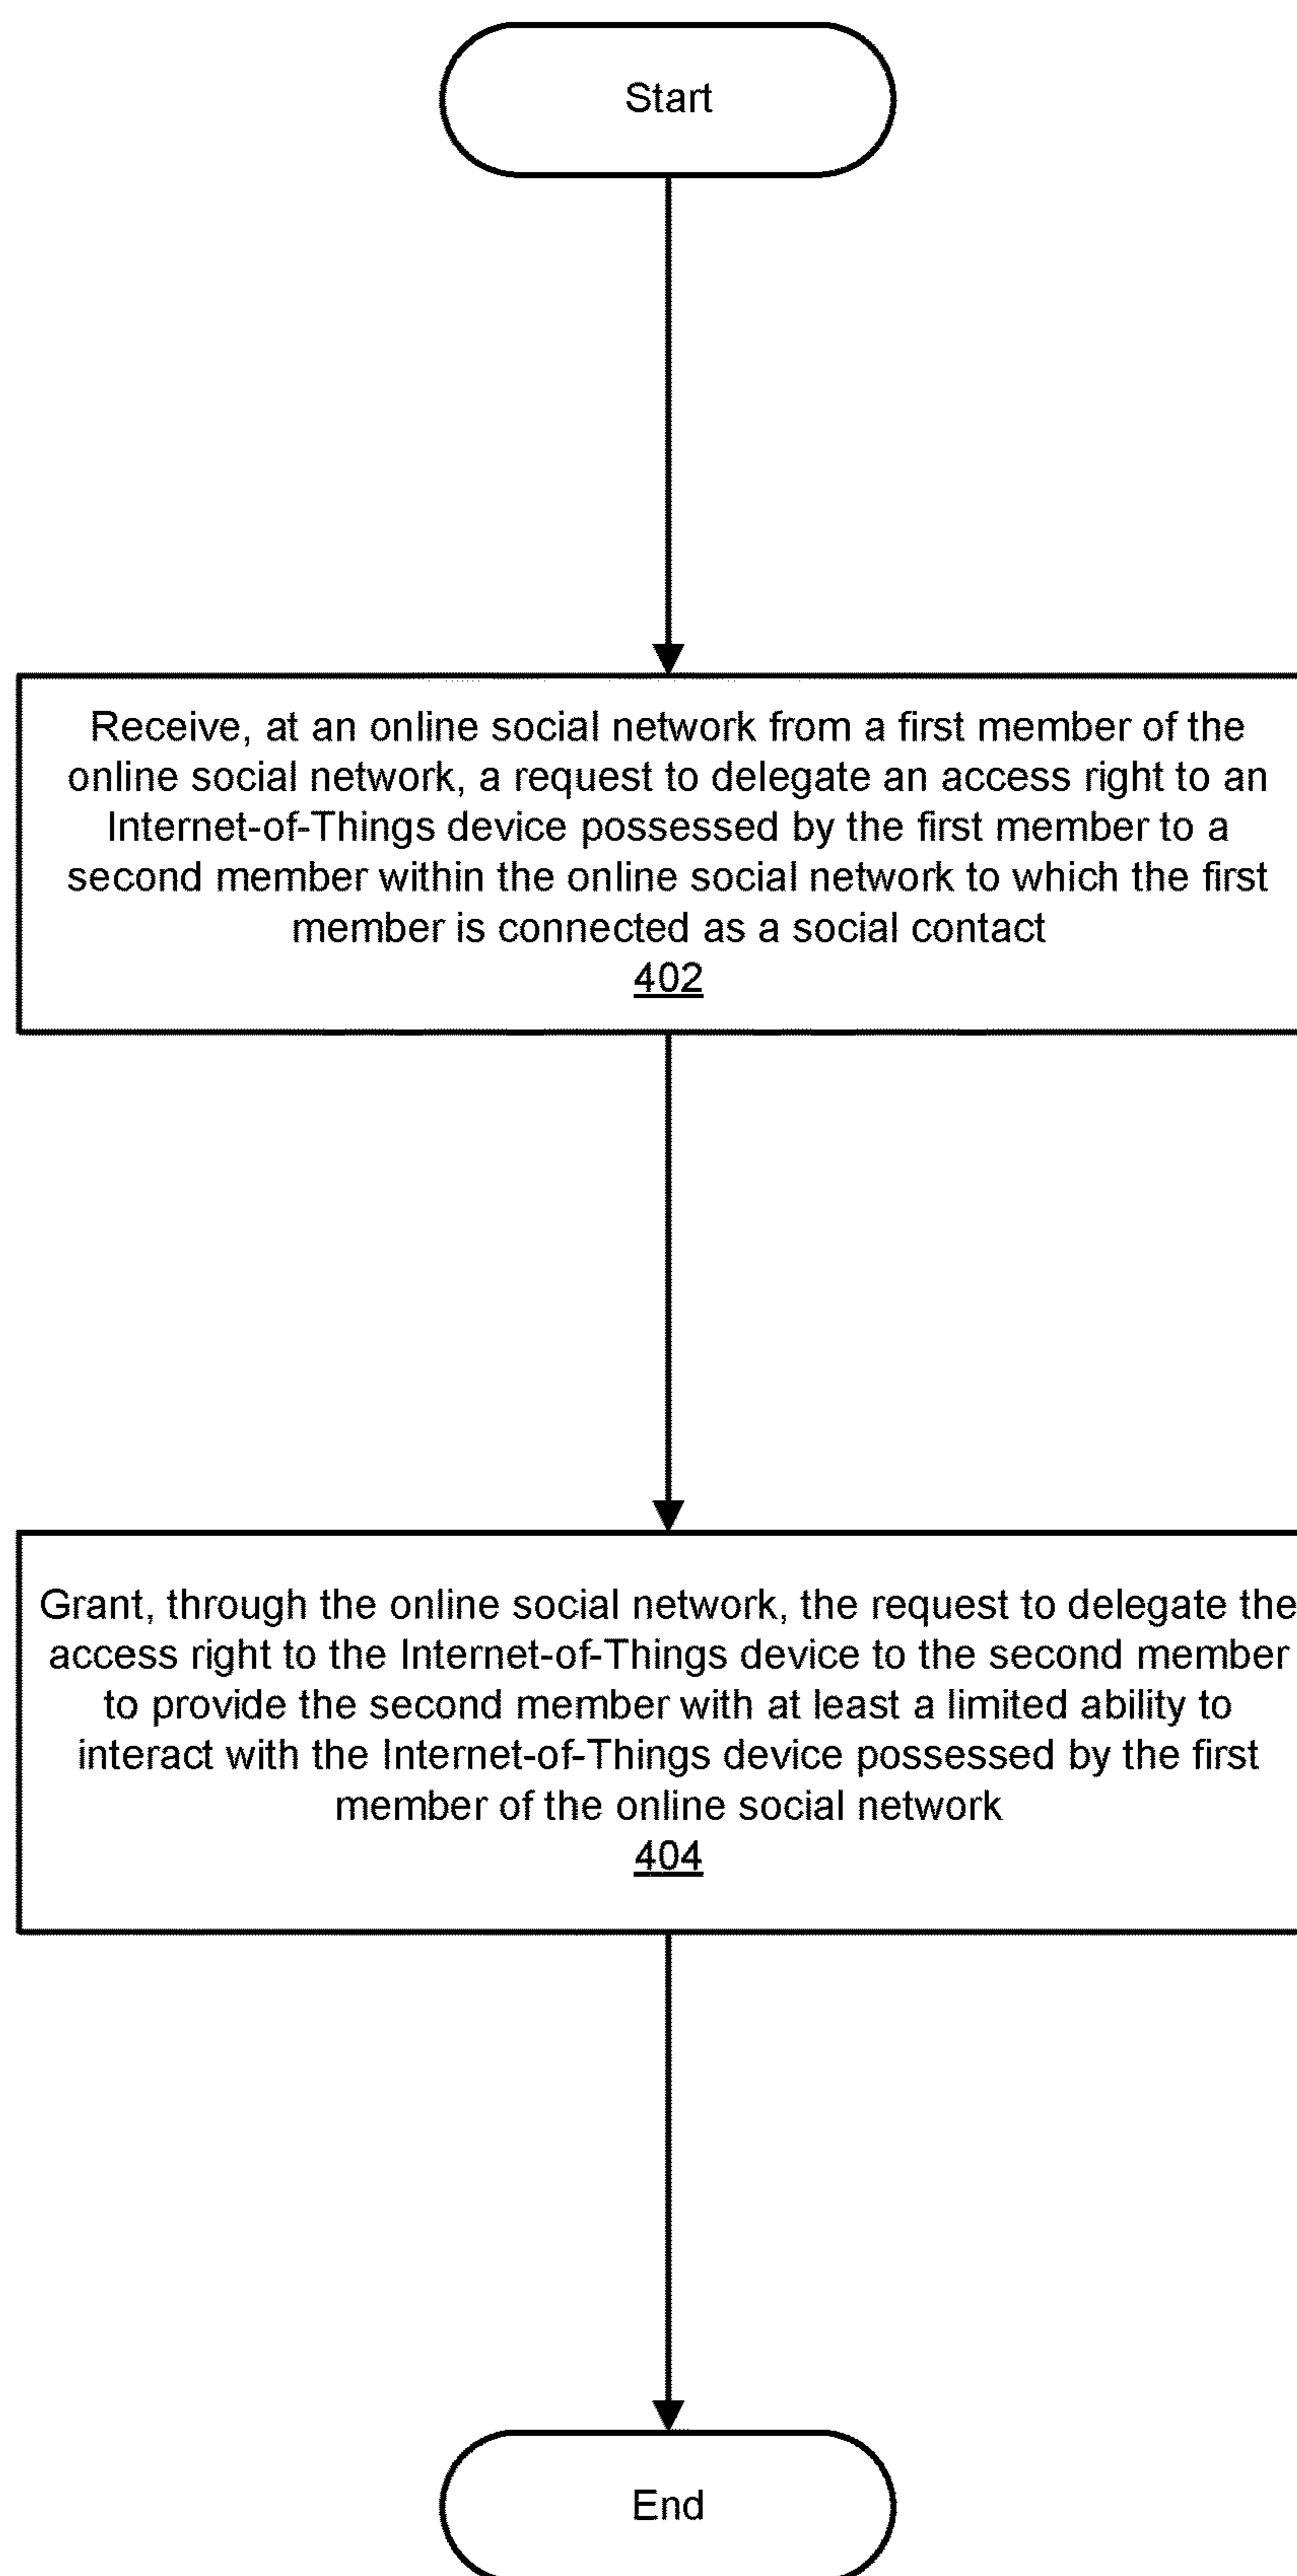 Start
Receive, at an online social network from a first member of the
online social network, a request to delegate an access right to an
Internet-of-Things device possessed by the first member to a
second member within the online social network to which the first
member is connected as a social contact
402
Grant, through the online social network, the request to delegate the
access right to the Internet-of-Things device to the second member
to provide the second member with at least a limited ability to
interact with the Internet-of-Things device possessed by the first
member of the online social network
404
End